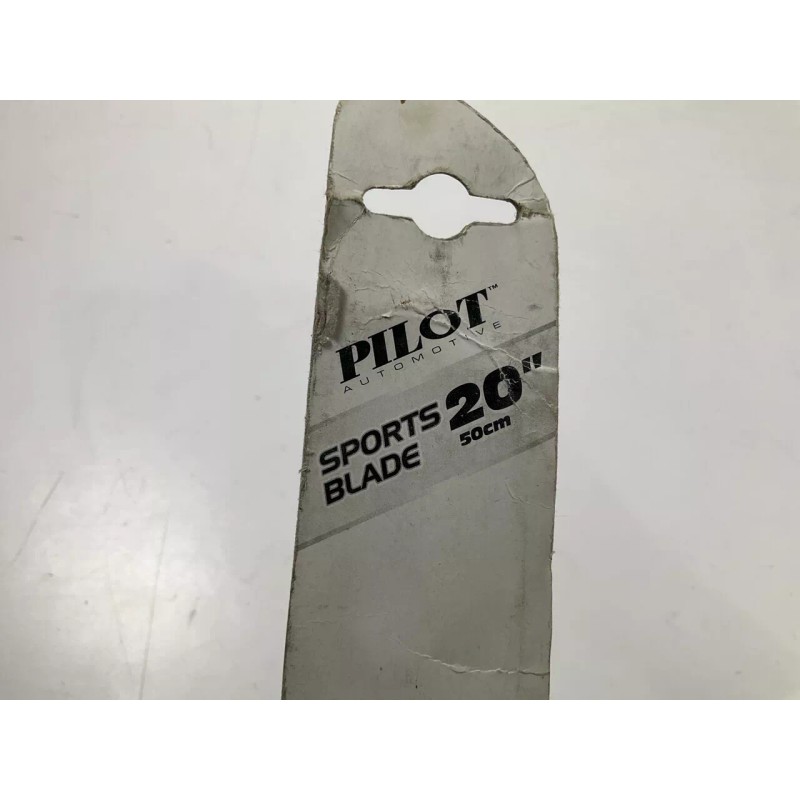 PILOT™
AUTOMOTIVE
SPORTS 20"
BLADE 50cm